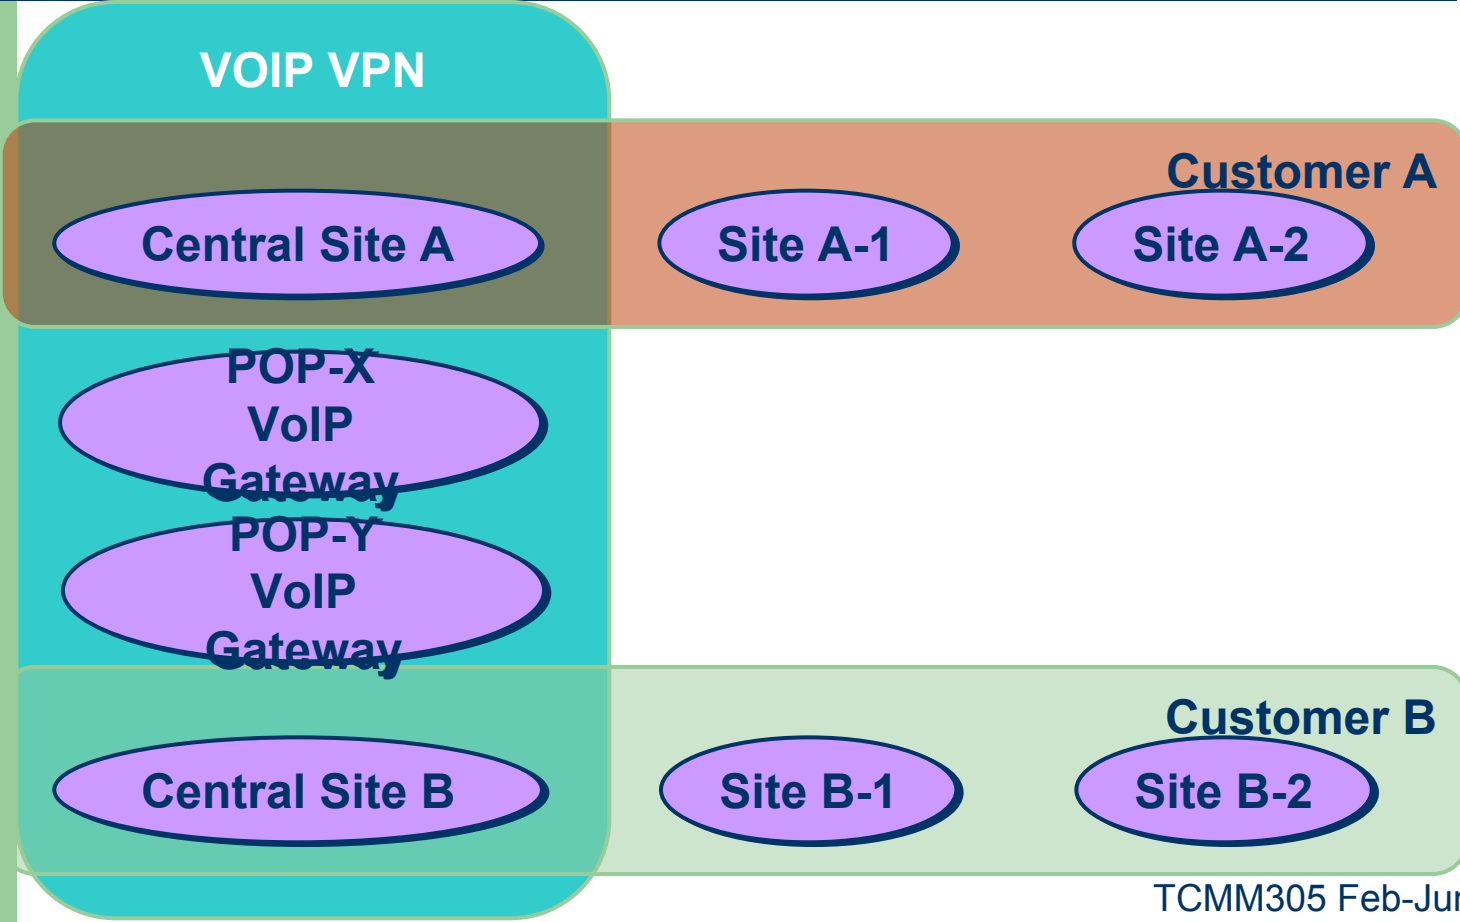 VOIP VPN
Customer A
Central Site A
Site A-1
Site A-2
POP-X
VoIP
Gateway
POP-Y
VoIP
Gateway
Customer B
Central Site B
Site B-1
Site B-2
TCMM305 Feb-Jun